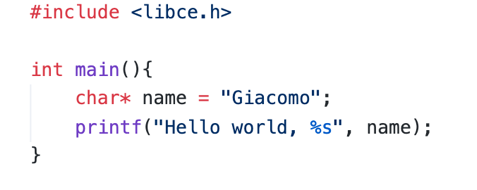 #include <libce.h>
int main(){
char* name = "Giacomo";
printf("Hello world, %s", name);
}